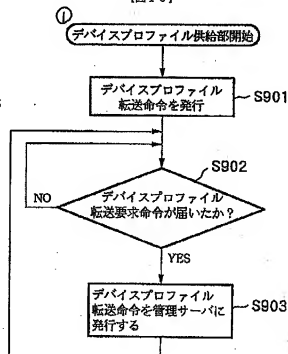 ①
デバイスプロファイル供給部開始
デバイスプロファイル
転送命令を発行
S901
S902
デバイスプロファイル
転送要求命令が届いたか?
NO
YES
デバイスプロファイル
転送命令を管理サーバに
発行する
S903